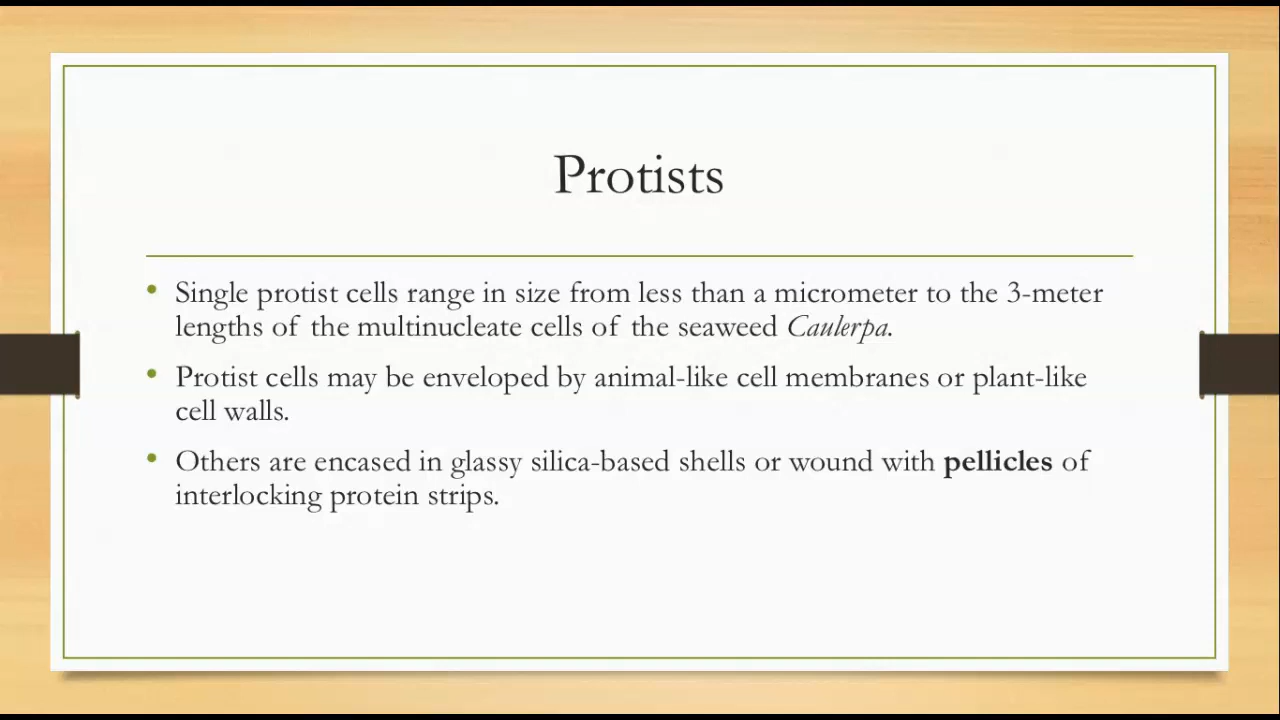 Protists
• Single protist cells range in size from less than a micrometer to the 3-meter
lengths of the multinucleate cells of the seaweed Caulerpa.
• Protist cells may be enveloped by animal-like cell membranes or plant-like
cell walls.
• Others are encased in glassy silica-based shells or wound with pellicles of
interlocking protein strips.